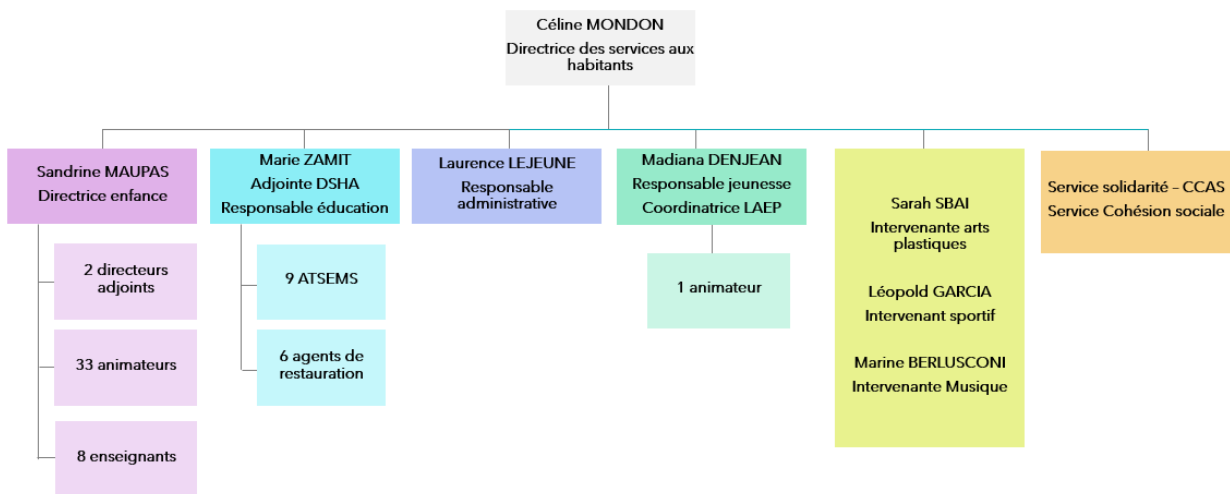 Céline MONDON
Directrice des services aux
habitants
Sandrine MAUPAS
Directrice enfance
2 directeurs
adjoints
33 animateurs
8 enseignants
Marie ZAMIT
Adjointe DSHA
Responsable éducation
9 ATSEMS
6 agents de
restauration
Laurence LEJEUNE
Responsable
administrative
Madiana DENJEAN
Responsable jeunesse
Coordinatrice LAEP
1 animateur
Sarah SBAI
Intervenante arts
plastiques
Léopold GARCIA
Intervenant sportif
Marine BERLUSCONI
Intervenante Musique
Service solidarité - CCAS
Service Cohésion sociale